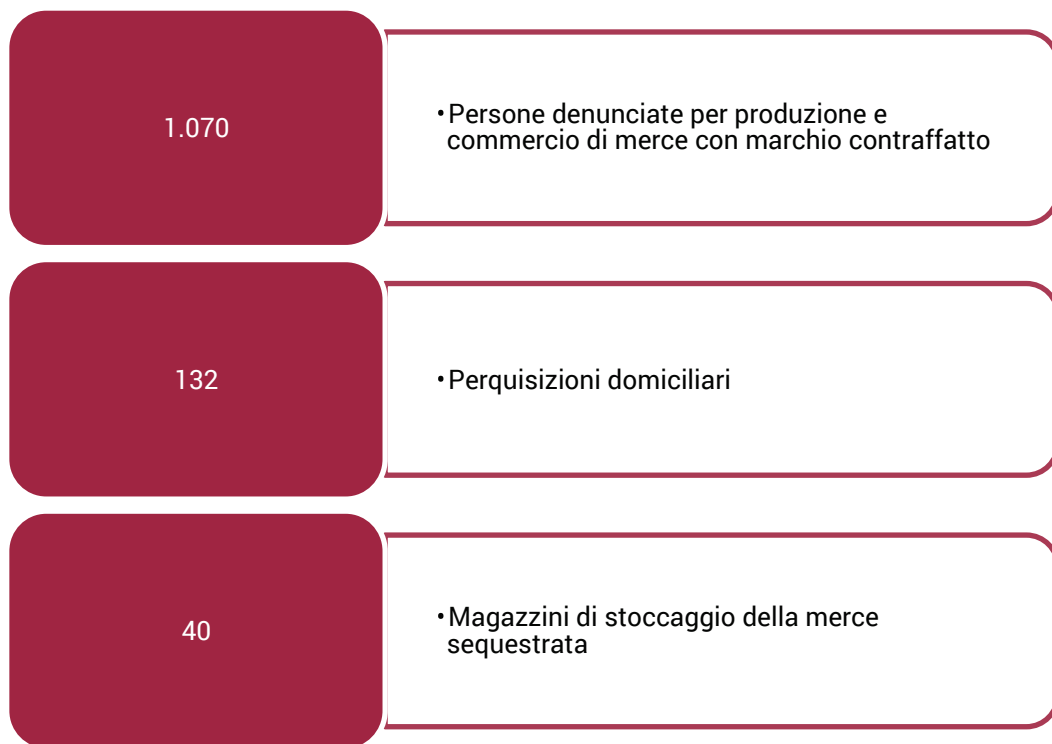 1.070
•Persone denunciate per produzione e
commercio di merce con marchio contraffatto
132
•Perquisizioni domiciliari
40
•Magazzini di stoccaggio della merce
sequestrata